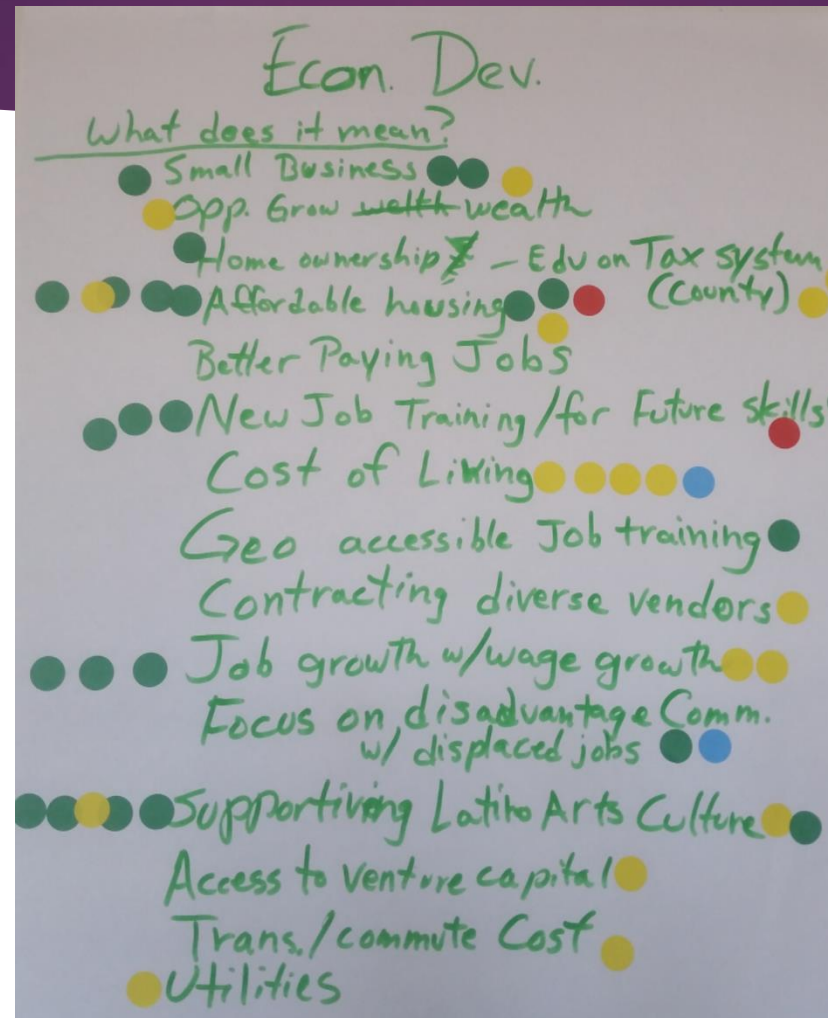 Econ. Dev.
What does it mean?
Small Business
Opp. Grow welth wealth
Home ownership – Edu on Tax system
(County)
Affordable housing
Better Paying Jobs
New Job Training/for Future skills
Cost of Living
Geo accessible Job training
Contracting diverse vendors
Job growth w/wage growth
Focus on disadvantage Comm.
w/ displaced jobs
Supportiving Latino Arts Culture
Access to venture capital
Trans./commute Cost
Utilities